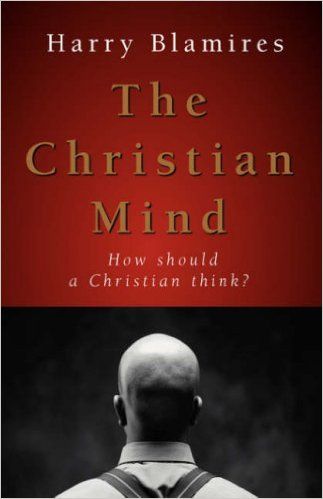 Harry Blamires
The
Christian
Mind
How should
a Christian think?